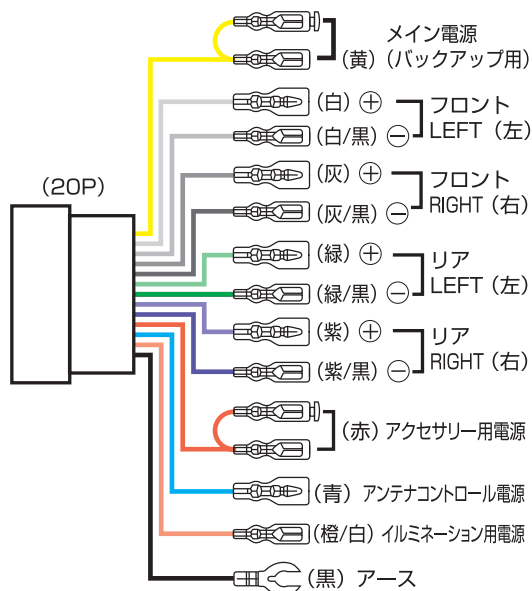 メイン電源
(黄)(バックアップ用)
(白) ⊕ フロント
(白/黒) ⊖ LEFT (左)
(20P)
(灰) ⊕ フロント
(灰/黒) ⊖ RIGHT (右)
(緑) ⊕ リア
(緑/黒) ⊖ LEFT (左)
(紫) ⊕ リア
(紫/黒) ⊖ RIGHT (右)
(赤) アクセサリー用電源
(青) アンテナコントロール電源
(橙/白) イルミネーション用電源
(黒) アース